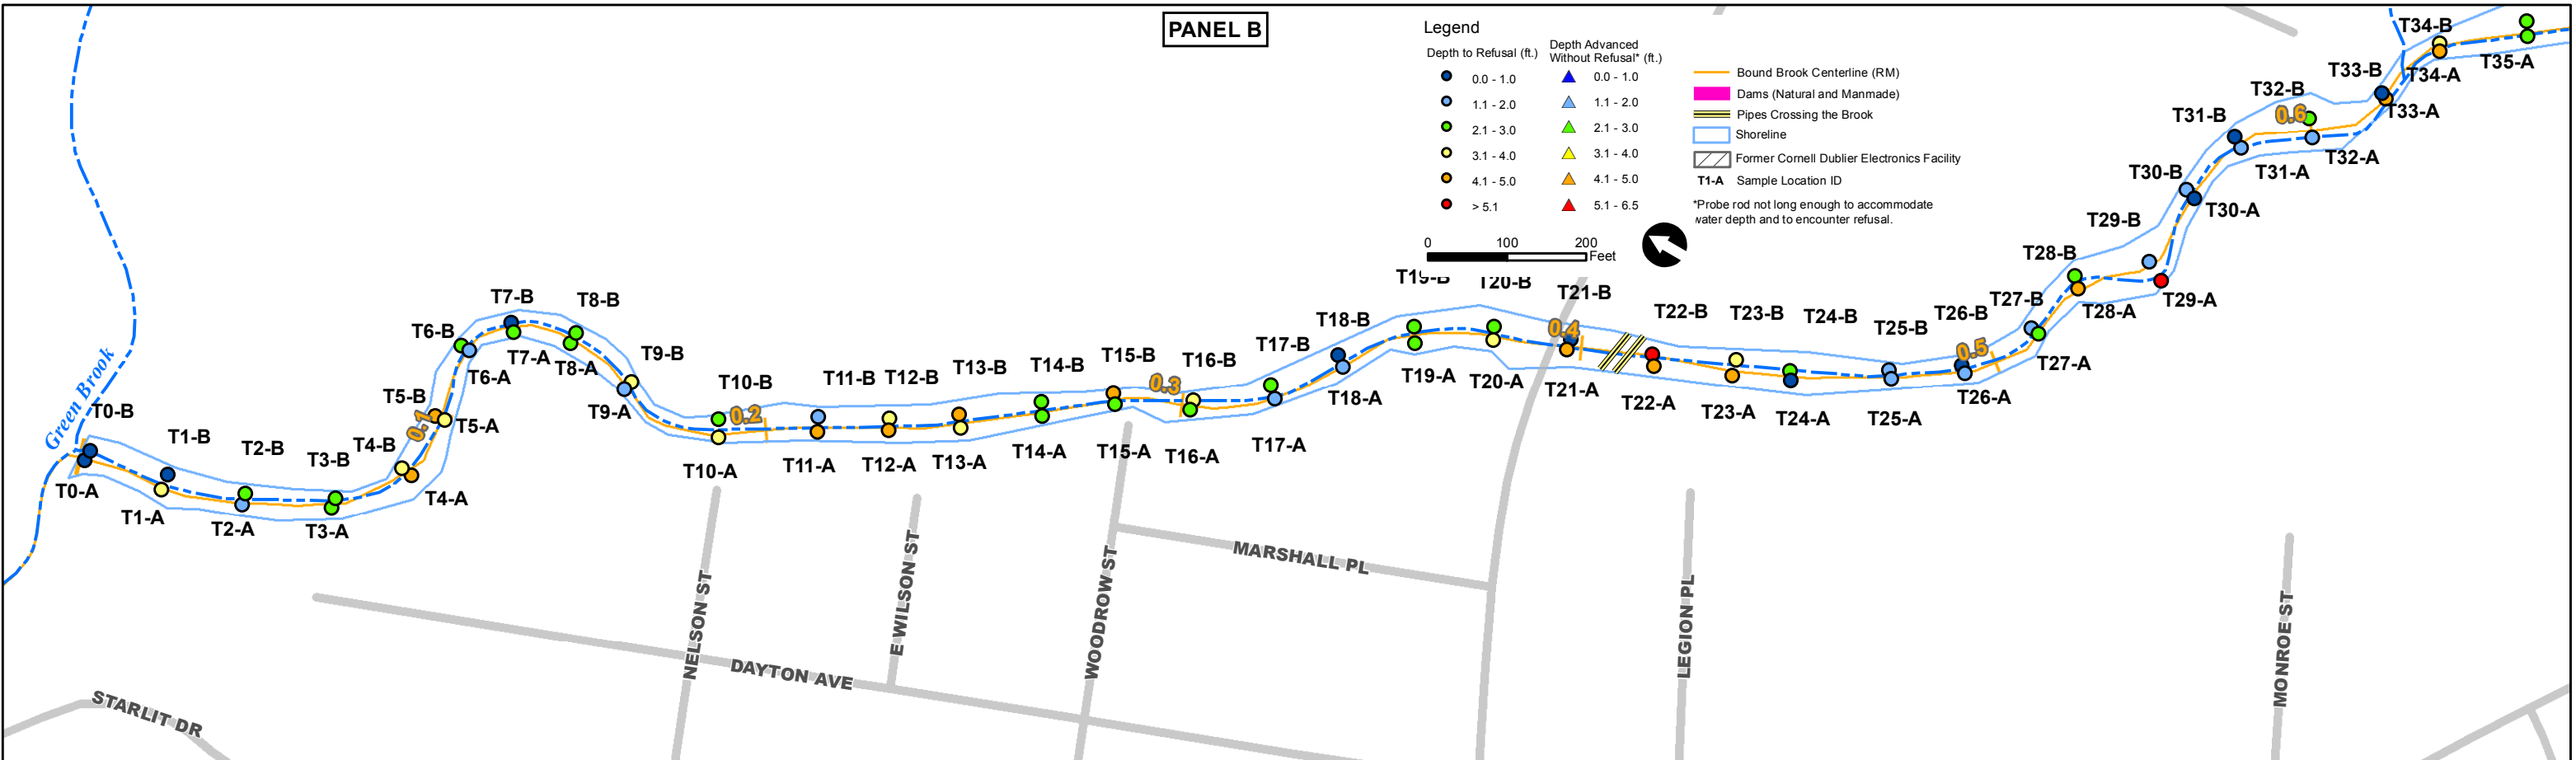 PANEL B
Legend
Depth to Refusal (ft.)
0.0 - 1.0
1.1 - 2.0
2.1 - 3.0
3.1 - 4.0
4.1 - 5.0
> 5.1
Depth Advanced
Without Refusal* (ft.)
0.0 - 1.0
1.1 - 2.0
2.1 - 3.0
3.1 - 4.0
4.1 - 5.0
5.1 - 6.5
Bound Brook Centerline (RM)
Dams (Natural and Manmade)
Pipes Crossing the Brook
Shoreline
Former Cornell Dublier Electronics Facility
T1-A Sample Location ID
*Probe rod not long enough to accommodate
water depth and to encounter refusal.
0 100 200
Feet
Green Brook
T0-B
T0-A
T1-B
T1-A
T2-B
T2-A
T3-B
T3-A
T4-B
T4-A
T5-B
0.1
T5-A
T6-B
T6-A
T7-B
T7-A
T8-B
T8-A
T9-B
T9-A
T10-B
0.2
T10-A
T11-B
T11-A
T12-B
T12-A
T13-B
T13-A
T14-B
T14-A
T15-B
T15-A
0.3
T16-B
T16-A
T17-B
T17-A
T18-B
T18-A
T19-B
T19-A
T20-B
T20-A
T21-B
0.4
T21-A
T22-B
T22-A
T23-B
T23-A
T24-B
T24-A
T25-B
T25-A
T26-B
0.5
T26-A
T27-B
T27-A
T28-B
T28-A
T29-B
T29-A
T30-B
T30-A
T31-B
T31-A
T32-B
0.6
T32-A
T33-B
T33-A
T34-B
T34-A
T35-A
STARLIT DR
DAYTON AVE
NELSON ST
E WILSON ST
WOODROW ST
MARSHALL PL
LEGION PL
MONROE ST